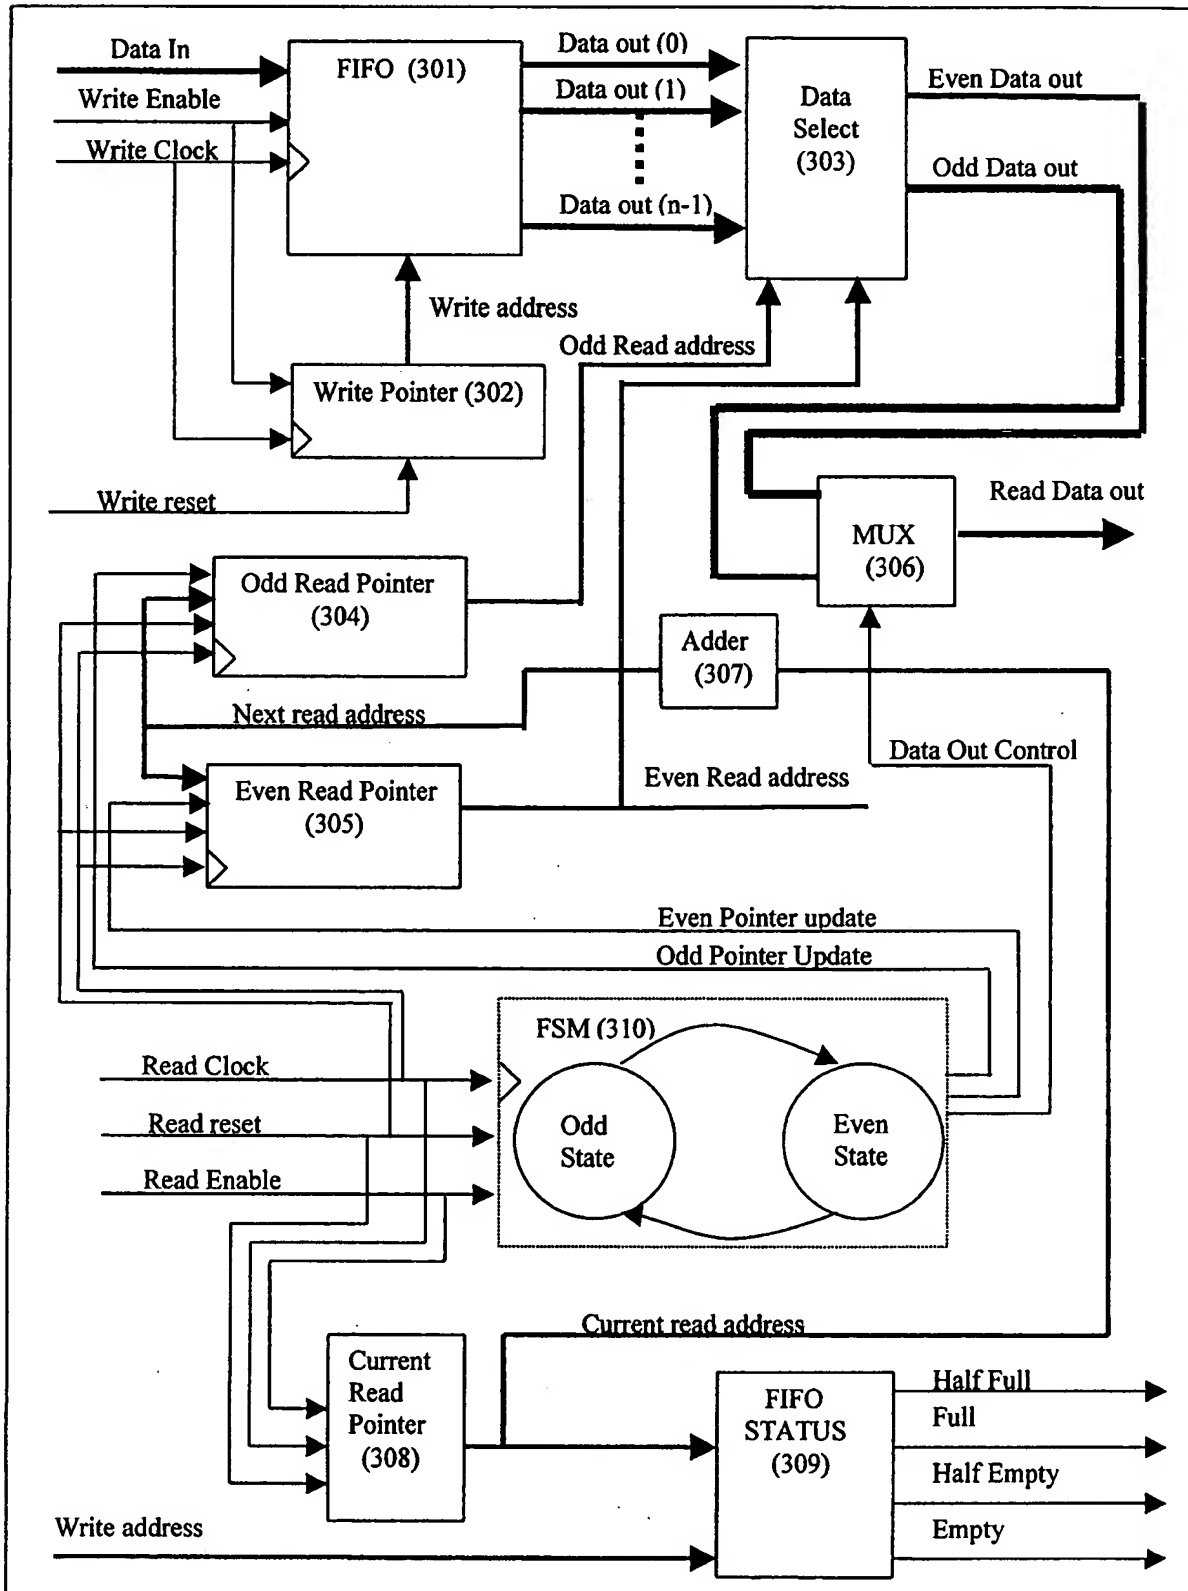 Data In
Write Enable
Write Clock
FIFO (301)
Data out (0)
Data out (1)
Data out (n-1)
Data
Select
(303)
Even Data out
Odd Data out
Write address
Odd Read address
Write Pointer (302)
Write reset
MUX
(306)
Read Data out
Odd Read Pointer
(304)
Adder
(307)
Next read address
Data Out Control
Even Read Pointer
(305)
Even Read address
Even Pointer update
Odd Pointer Update
FSM (310)
Read Clock
Read reset
Read Enable
Odd
State
Even
State
Current read address
Current
Read
Pointer
(308)
FIFO
STATUS
(309)
Half Full
Full
Half Empty
Empty
Write address